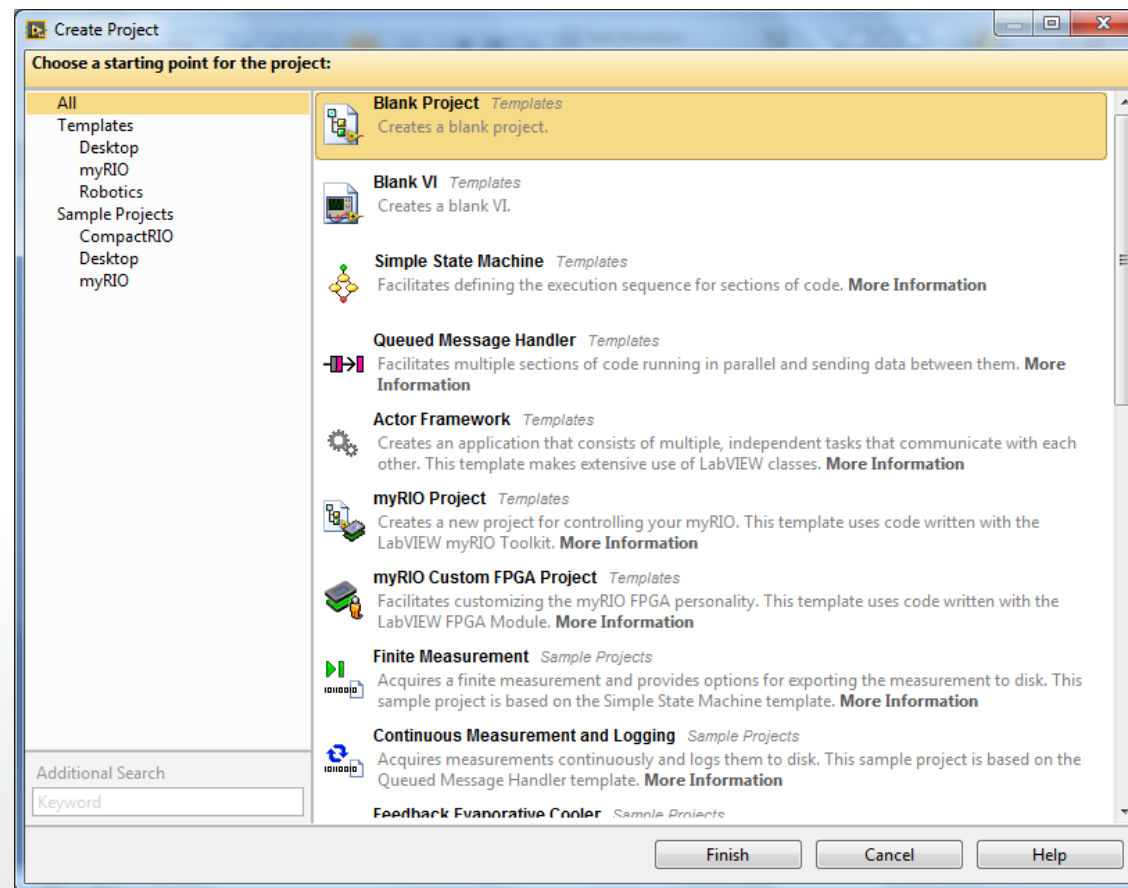 Create Project
Choose a starting point for the project:
All
Templates
Desktop
myRIO
Robotics
Sample Projects
CompactRIO
Desktop
myRIO
Additional Search
Keyword
Blank Project Templates
Creates a blank project.
Blank VI Templates
Creates a blank VI.
Simple State Machine Templates
Facilitates defining the execution sequence for sections of code. More Information
Queued Message Handler Templates
Facilitates multiple sections of code running in parallel and sending data between them. More
Information
Actor Framework Templates
Creates an application that consists of multiple, independent tasks that communicate with each
other. This template makes extensive use of LabVIEW classes. More Information
myRIO Project Templates
Creates a new project for controlling your myRIO. This template uses code written with the
LabVIEW myRIO Toolkit. More Information
myRIO Custom FPGA Project Templates
Facilitates customizing the myRIO FPGA personality. This template uses code written with the
LabVIEW FPGA Module. More Information
Finite Measurement Sample Projects
Acquires a finite measurement and provides options for exporting the measurement to disk. This
sample project is based on the Simple State Machine template. More Information
Continuous Measurement and Logging Sample Projects
Acquires measurements continuously and logs them to disk. This sample project is based on the
Queued Message Handler template. More Information
Feedback Evaporative Cooler Sample Projects
Finish
Cancel
Help